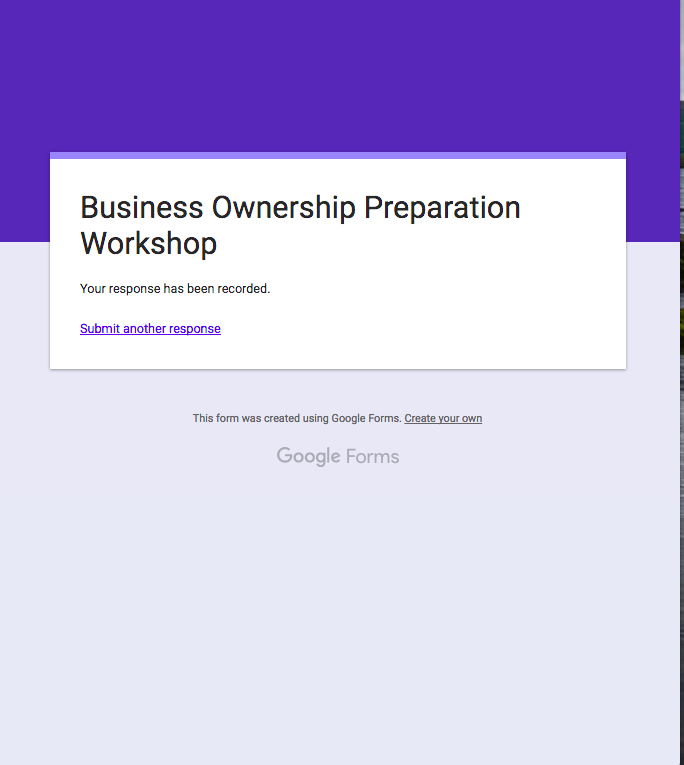 Business Ownership Preparation
Workshop
Your response has been recorded.
Submit another response
This form was created using Google Forms. Create your own
Google Forms